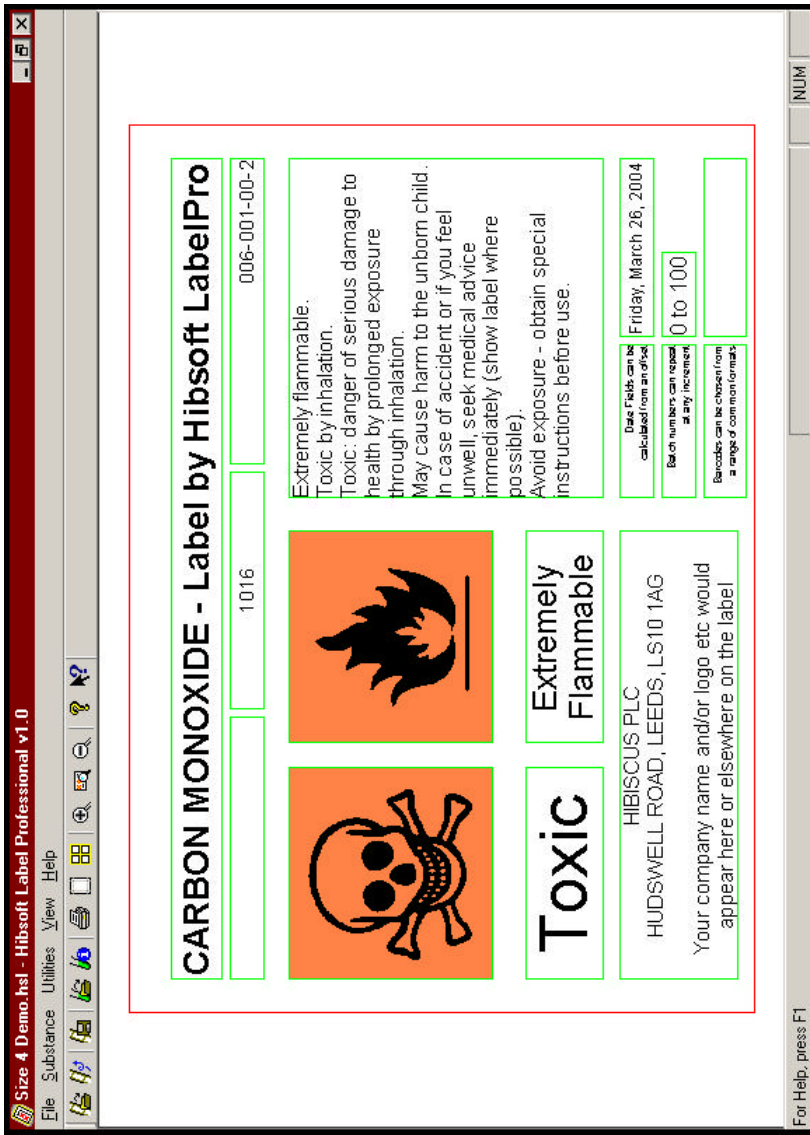 Size 4 Demo.hsl - Hibsoft Label Professional v1.0
File Substance Utilities View Help
CARBON MONOXIDE - Label by Hibsoft LabelPro
1016
006-001-00-2
Toxic
Extremely
Flammable
Extremely flammable.
Toxic by inhalation.
Toxic: danger of serious damage to
health by prolonged exposure
through inhalation.
May cause harm to the unborn child.
In case of accident or if you feel
unwell, seek medical advice
immediately (show label where
possible).
Avoid exposure - obtain special
instructions before use.
HIBISCUS PLC
HUDSWELL ROAD, LEEDS, LS10 1AG
Your company name and/or logo etc would
appear here or elsewhere on the label
Date Fields can be
calculated from an offset
Friday, March 26, 2004
Batch numbers can repeat
at any increment
0 to 100
Barcodes can be chosen from
a range of common formats
For Help, press F1
NUM